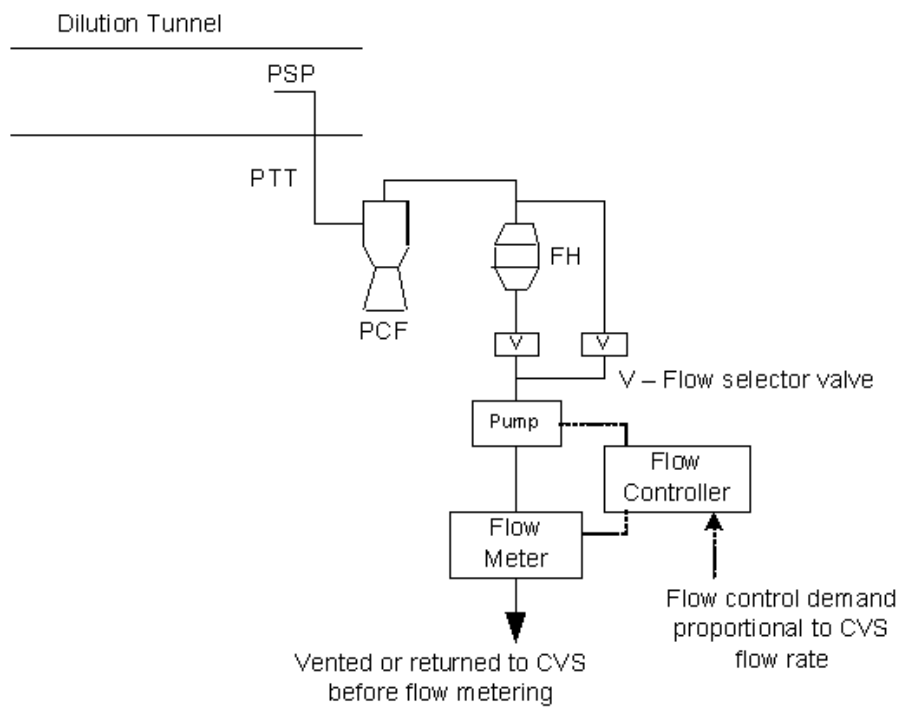 Dilution Tunnel
PSP
PTT
FH
PCF
V
V
V – Flow selector valve
Pump
Flow
Controller
Flow
Meter
Flow control demand
proportional to CVS
flow rate
Vented or returned to CVS
before flow metering